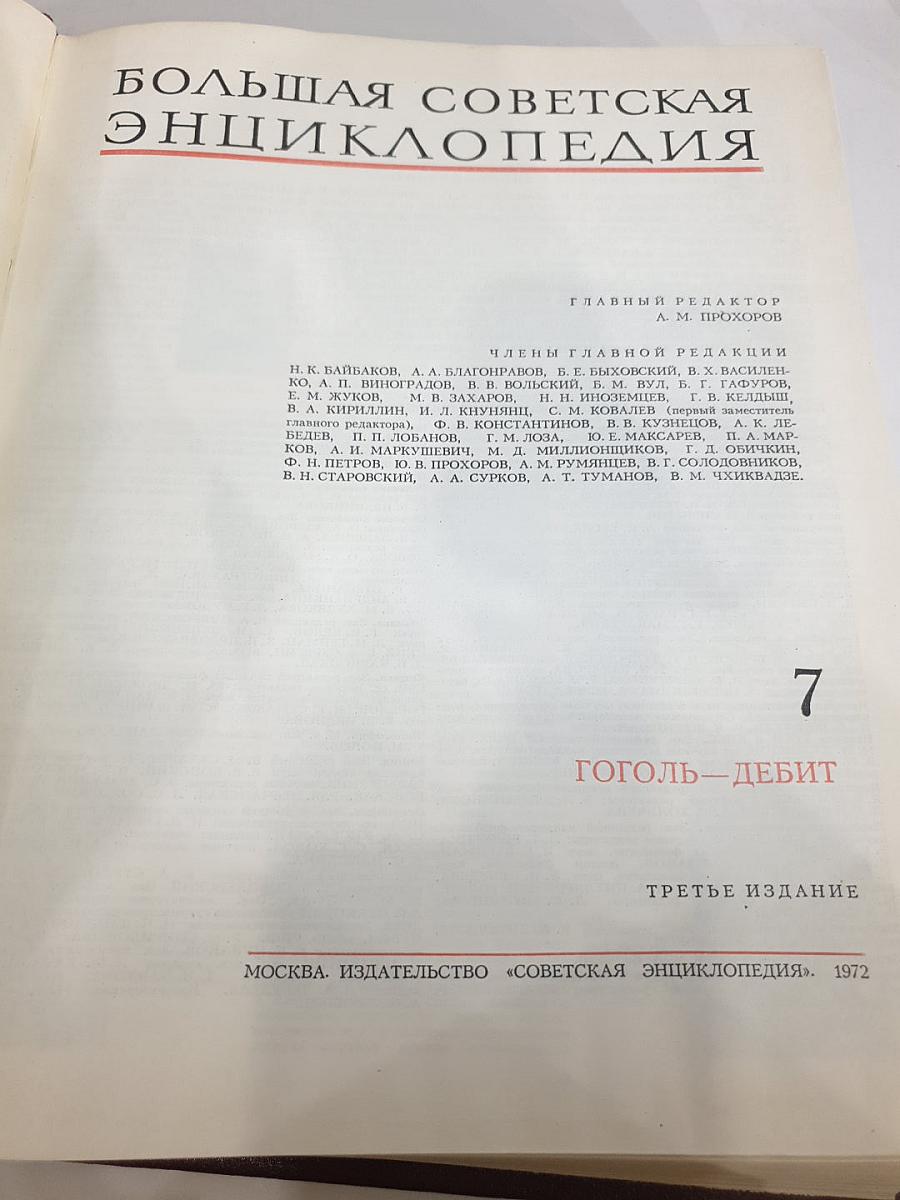 БОЛЬШАЯ СОВЕТСКАЯ
ЭНЦИКЛОПЕДИЯ
ГЛАВНЫЙ РЕДАКТОР
А. М. ПРОХОРОВ
ЧЛЕНЫ ГЛАВНОЙ РЕДАКЦИИ
Н. К. БАЙБАКОВ, А. А. БЛАГОНРАВОВ, Б. Е. БЫХОВСКИЙ, В. Х. ВАСИЛЕН-
КО, А. П. ВИНОГРАДОВ, В. В. ВОЛЬСКИЙ, Б. М. ВУЛ, Б. Г. ГАФУРОВ,
Е. М. ЖУКОВ, М. В. ЗАХАРОВ, Н. Н. ИНОЗЕМЦЕВ, Г. В. КЕЛДЫШ,
В. А. КИРИЛЛИН, И. Л. КНУНЯНЦ, С. М. КОВАЛЕВ (первый заместитель
главного редактора), Ф. В. КОНСТАНТИНОВ, В. В. КУЗНЕЦОВ, А. К. ЛЕ-
БЕДЕВ, П. П. ЛОБАНОВ, Г. М. ЛОЗА, Ю. Е. МАКСАРЕВ, П. А. МАР-
КОВ, А. И. МАРКУШЕВИЧ, М. Д. МИЛЛИОНЩИКОВ, Г. Д. ОБИЧКИН,
Ф. Н. ПЕТРОВ, Ю. В. ПРОХОРОВ, А. М. РУМЯНЦЕВ, В. Г. СОЛОДОВНИКОВ,
В. Н. СТАРОВСКИЙ, А. А. СУРКОВ, А. Т. ТУМАНОВ, В. М. ЧХИКВАДЗЕ.
7
ГОГОЛЬ—ДЕБИТ
ТРЕТЬЕ ИЗДАНИЕ
МОСКВА. ИЗДАТЕЛЬСТВО «СОВЕТСКАЯ ЭНЦИКЛОПЕДИЯ». 1972